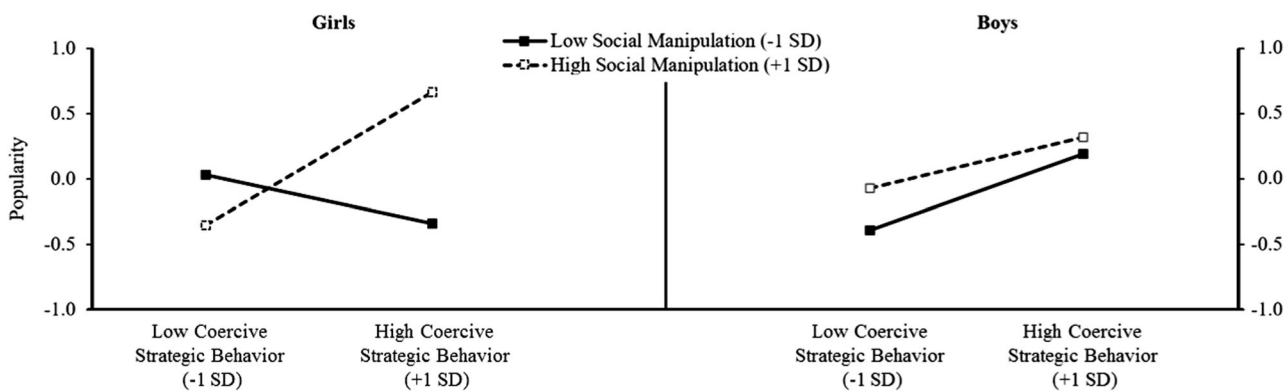 Girls
Boys
Low Social Manipulation (-1 SD)
High Social Manipulation (+1 SD)
Popularity
1.0
0.5
0.0
-0.5
-1.0
1.0
0.5
0.0
-0.5
-1.0
Low Coercive
Strategic Behavior
(-1 SD)
High Coercive
Strategic Behavior
(+1 SD)
Low Coercive
Strategic Behavior
(-1 SD)
High Coercive
Strategic Behavior
(+1 SD)